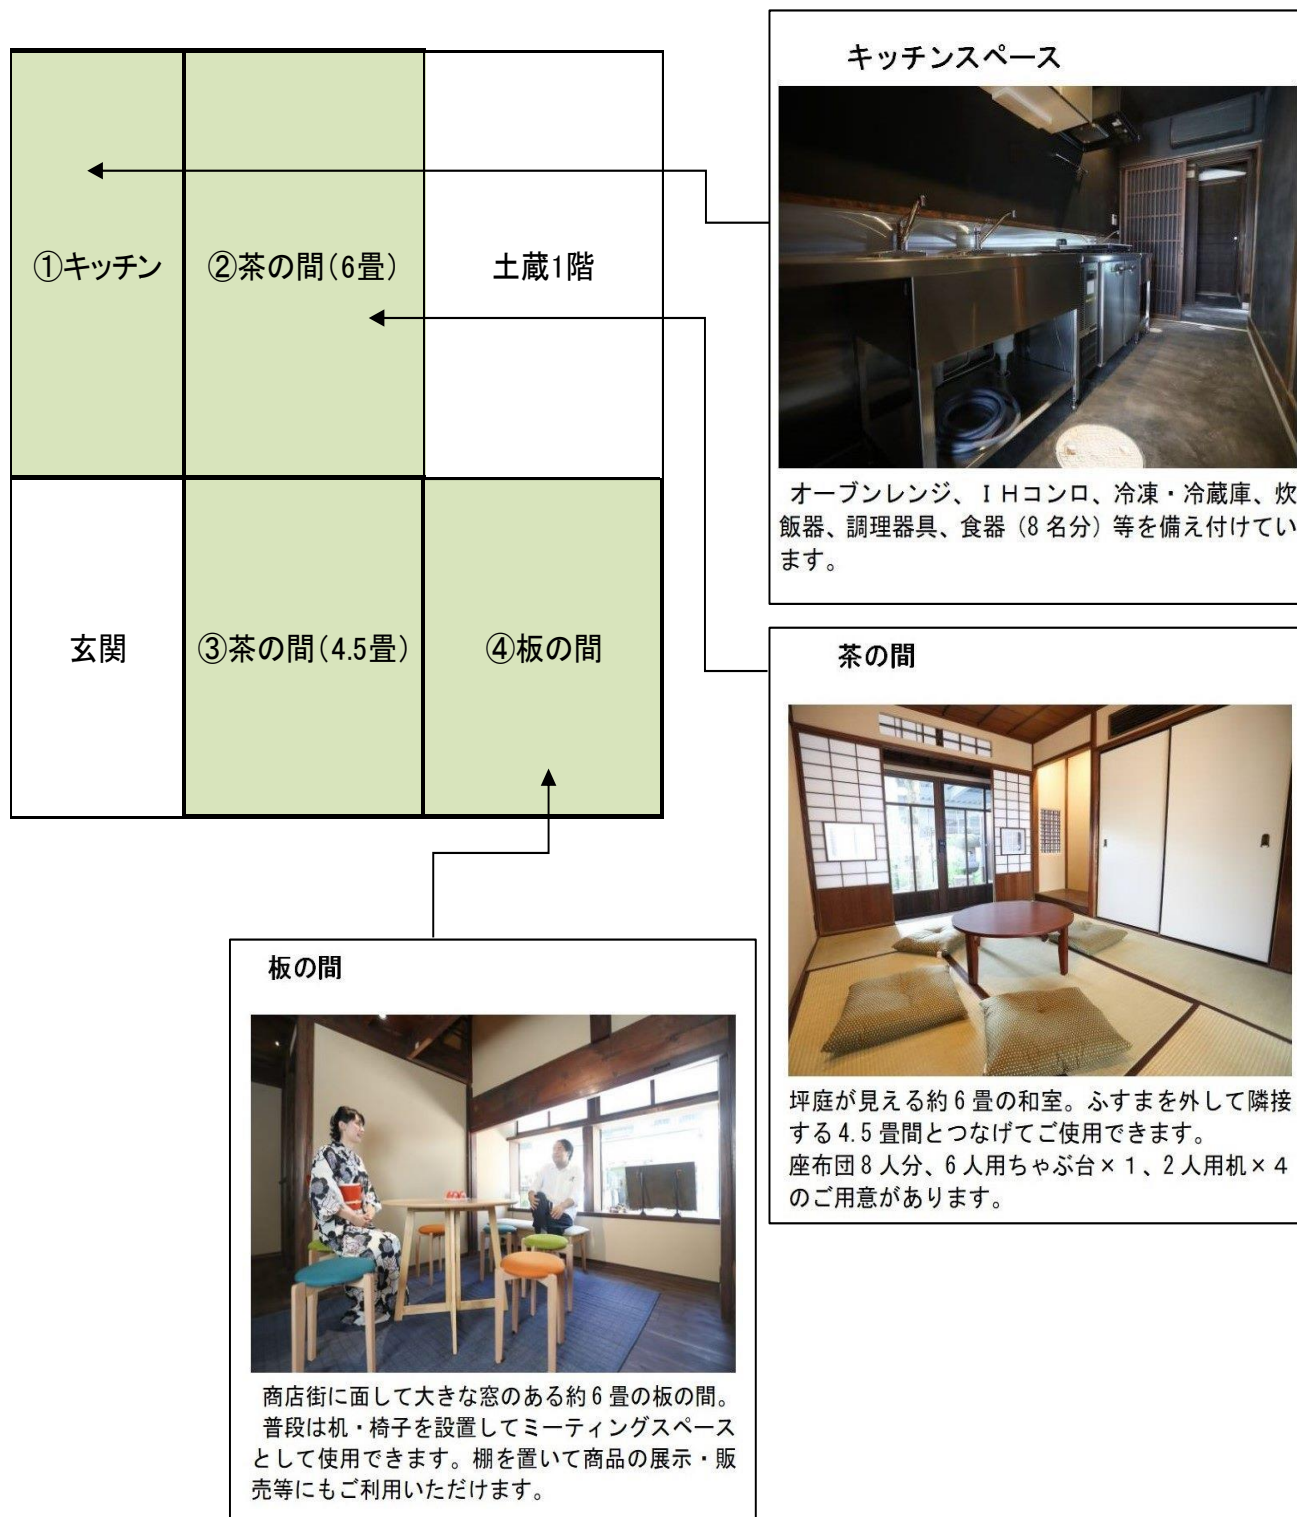 キッチンスペース
①キッチン
②茶の間(6畳)
土蔵1階
オーブンレンジ、IHコンロ、冷凍・冷蔵庫、炊
飯器、調理器具、食器（8名分）等を備え付けてい
ます。
玄関
③茶の間(4.5畳)
④板の間
茶の間
坪庭が見える約6畳の和室。ふすまを外して隣接
する4.5畳間とつなげてご使用できます。
座布団8人分、6人用ちゃぶ台×1、2人用机×4
のご用意があります。
板の間
商店街に面して大きな窓のある約6畳の板の間。
普段は机・椅子を設置してミーティングスペース
として使用できます。棚を置いて商品の展示・販
売等にもご利用いただけます。